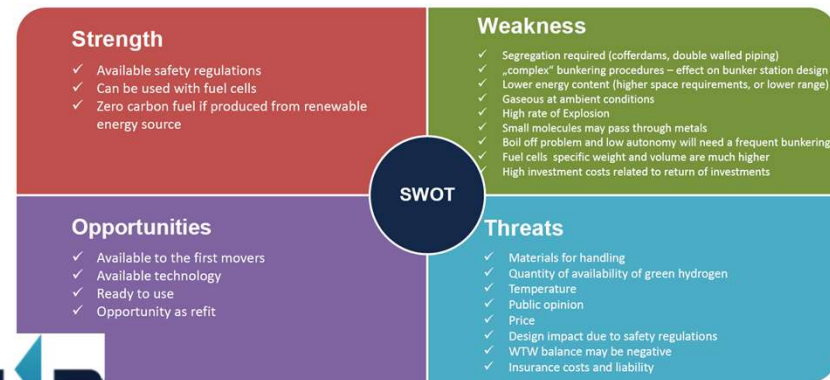 Strength
✓ Available safety regulations
✓ Can be used with fuel cells
✓ Zero carbon fuel if produced from renewable
energy source
Weakness
✓ Segregation required (cofferdams, double walled piping)
✓ „complex“ bunkering procedures – effect on bunker station design
✓ Lower energy content (higher space requirements, or lower range)
✓ Gaseous at ambient conditions
✓ High rate of Explosion
✓ Small molecules may pass through metals
✓ Boil off problem and low autonomy will need a frequent bunkering
✓ Fuel cells specific weight and volume are much higher
✓ High investment costs related to return of investments
SWOT
Opportunities
✓ Available to the first movers
✓ Available technology
✓ Ready to use
✓ Opportunity as refit
Threats
✓ Materials for handling
✓ Quantity of availability of green hydrogen
✓ Temperature
✓ Public opinion
✓ Price
✓ Design impact due to safety regulations
✓ WTW balance may be negative
✓ Insurance costs and liability